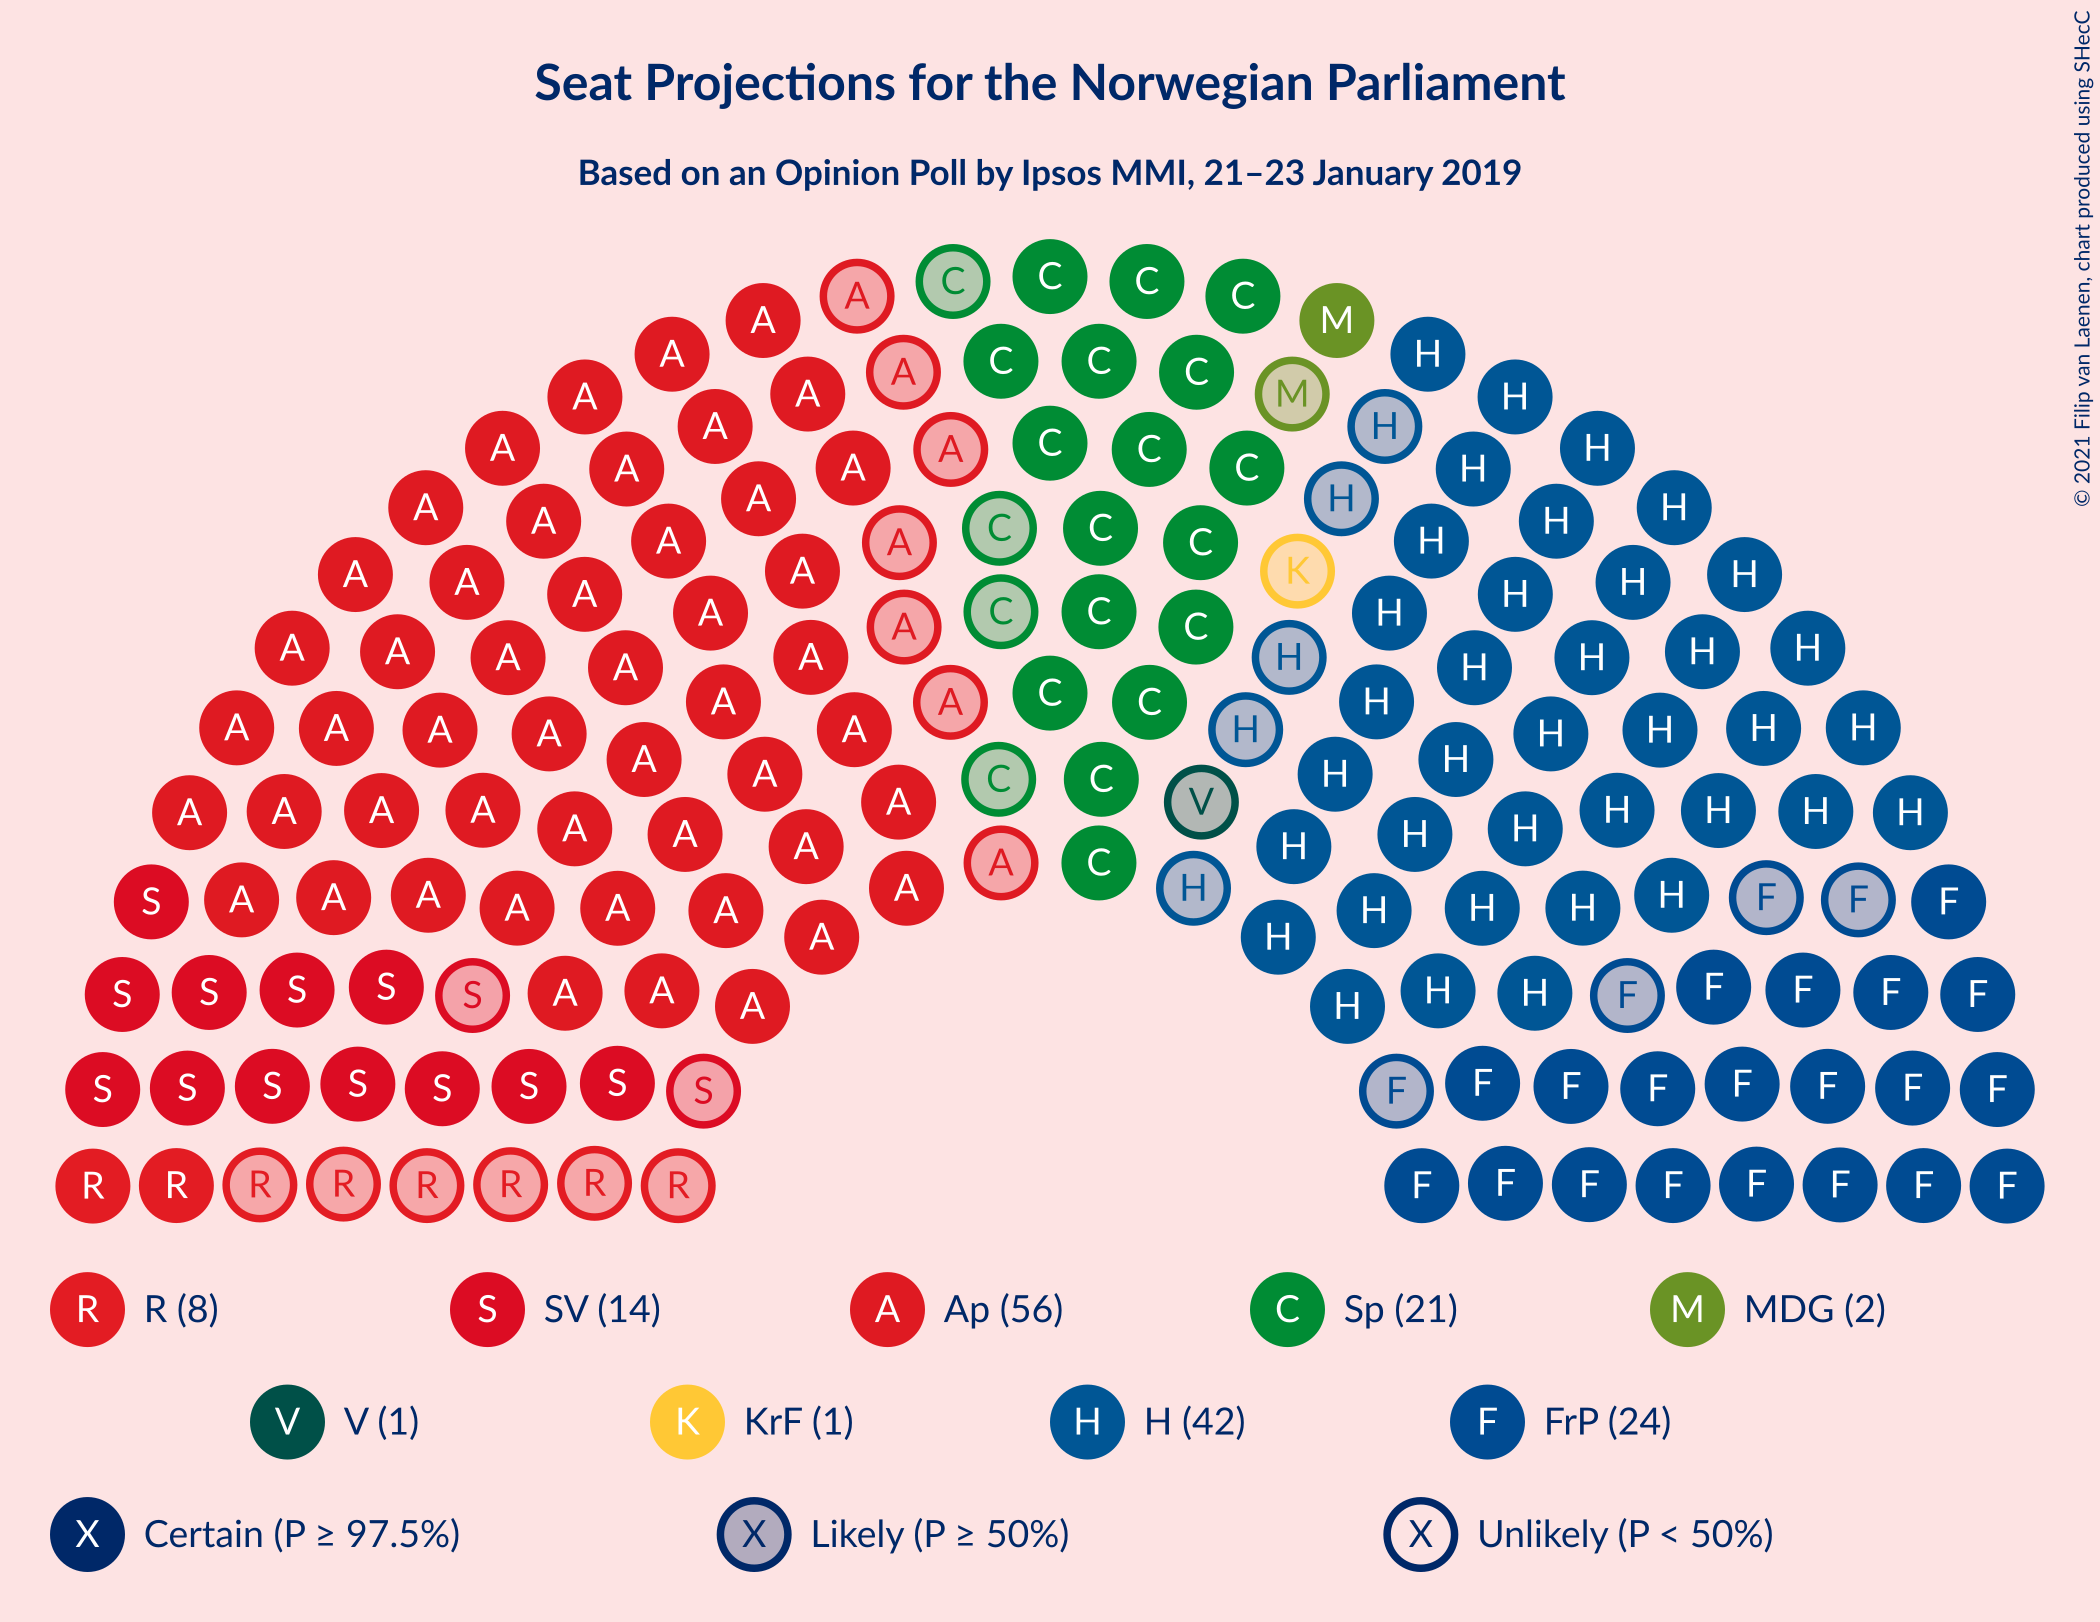 Seat Projections for the Norwegian Parliament
Based on an Opinion Poll by Ipsos MMI, 21–23 January 2019
© 2021 Filip van Laenen, chart produced using SHecC
A C C C C M H
A A A C C C M H H
A A A A C C C H H H
A A A A A C C C K H H H H
A A A A A C C C H H H H H
A A A A A A C C H H H H H H
A A A A A A A C C V H H H H H H H
A A A A A A A A C H H H H H H H H
S A A A A A A A H H H H H F F F
S S S S S A A A H H H F F F F F
S S S S S S S S F F F F F F F F
R R R R R R R R F F F F F F F F
R R (8) S SV (14) A Ap (56) C Sp (21) M MDG (2)
V V (1) K KrF (1) H H (42) F FrP (24)
X Certain (P ≥ 97.5%) X Likely (P ≥ 50%) X Unlikely (P < 50%)